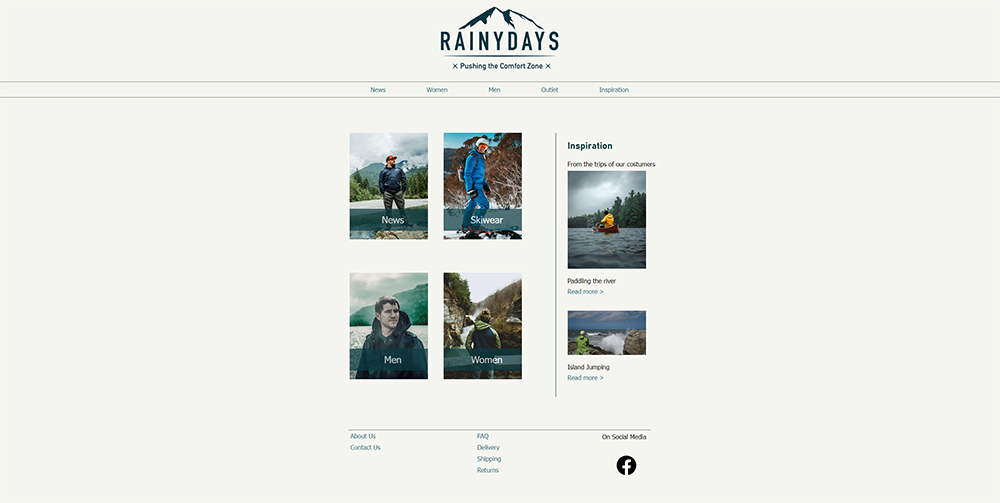 RAINYDAYS
Pushing the Comfort Zone
News Women Men Outlet Inspiration
News
Skiwear
Men
Women
Inspiration
From the trips of our costumers
Paddling the river
Read more >
Island Jumping
Read more >
About Us
Contact Us
FAQ
Delivery
Shipping
Returns
On Social Media